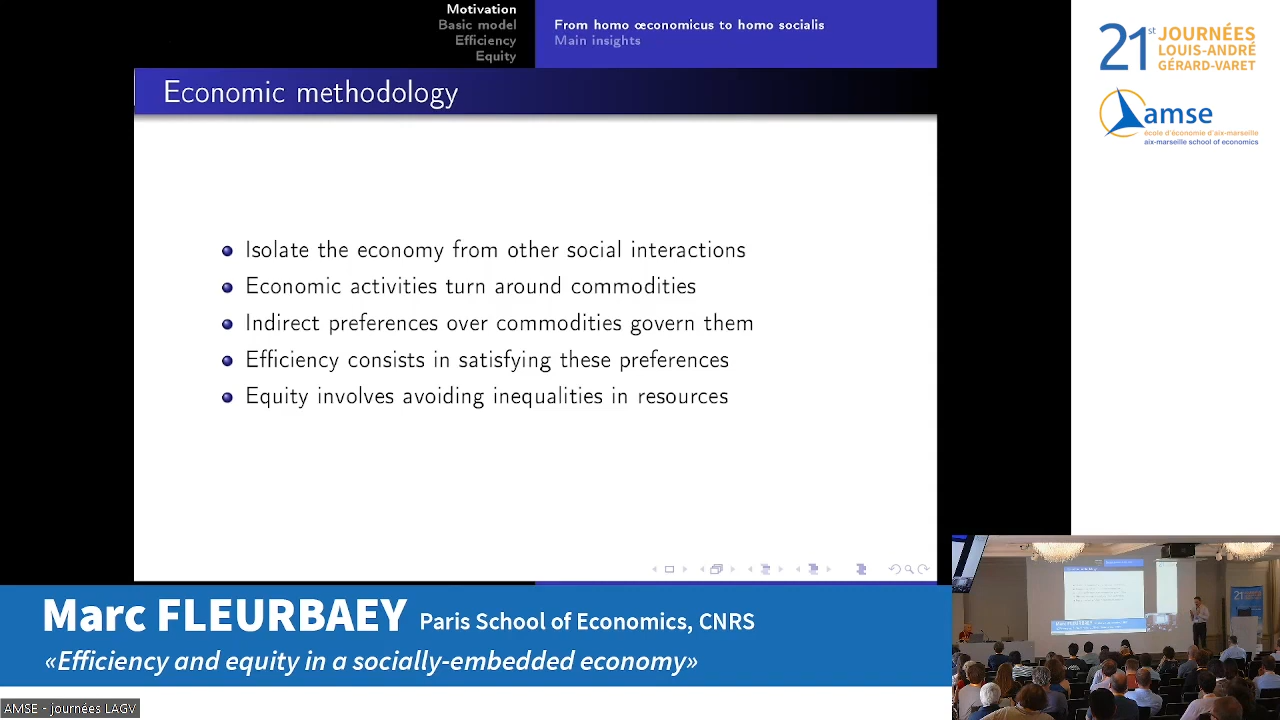 Motivation
Basic model
Efficiency
Equity
From homo œconomicus to homo socialis
Main insights
Economic methodology
Isolate the economy from other social interactions
Economic activities turn around commodities
Indirect preferences over commodities govern them
Efficiency consists in satisfying these preferences
Equity involves avoiding inequalities in resources
21st JOURNÉES
LOUIS-ANDRÉ
GÉRARD-VARET
amse
école d'économie d'aix-marseille
aix-marseille school of economics
Marc FLEURBAEY Paris School of Economics, CNRS
«Efficiency and equity in a socially-embedded economy»
AMSE - journées LAGV